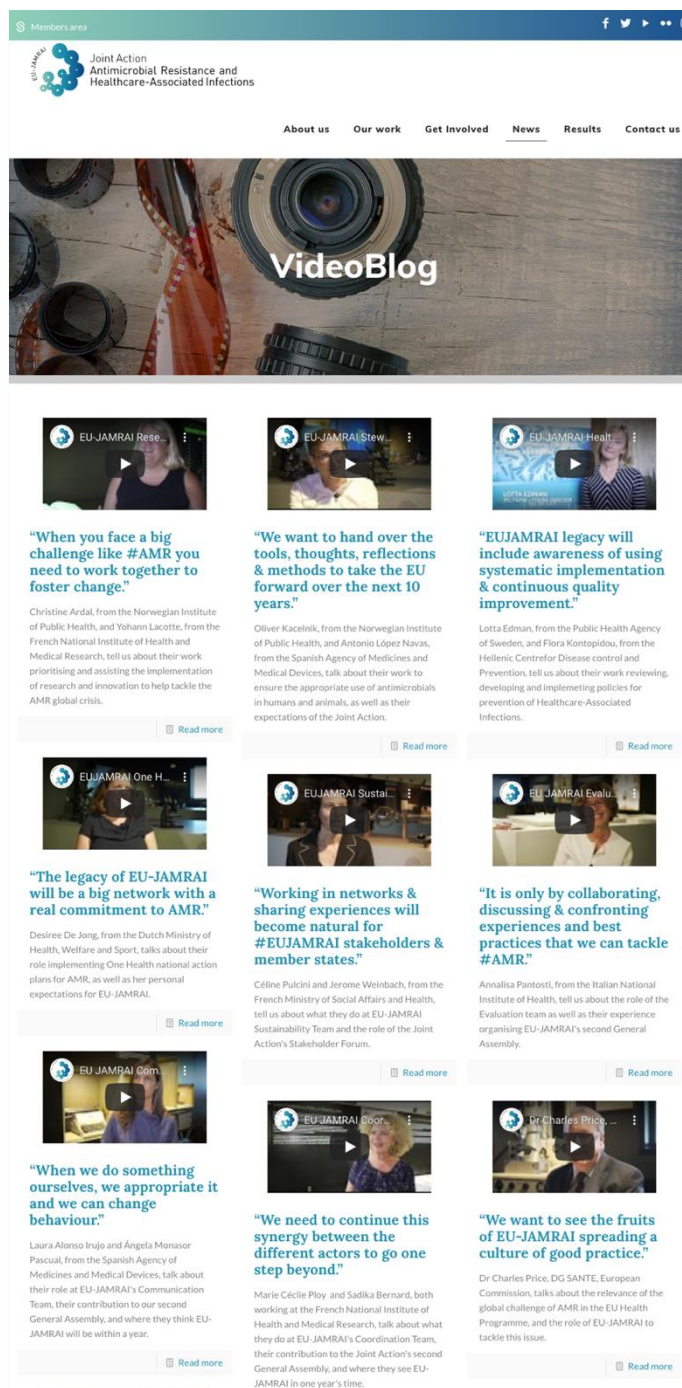 Members area
EU-JAMRAI
Joint Action
Antimicrobial Resistance and
Healthcare-Associated Infections
About us
Our work
Get Involved
News
Results
Contact us
VideoBlog
EU-JAMRAI Rese...
“When you face a big
challenge like #AMR you
need to work together to
foster change.”
Christine Ardal, from the Norwegian Institute
of Public Health, and Yohann Lacotte, from the
French National Institute of Health and
Medical Research, tell us about their work
prioritising and assisting the implementation
of research and innovation to help tackle the
AMR global crisis.
Read more
EU-JAMRAI Stew...
“We want to hand over the
tools, thoughts, reflections
& methods to take the EU
forward over the next 10
years.”
Oliver Kacelnik, from the Norwegian Institute
of Public Health, and Antonio López Navas,
from the Spanish Agency of Medicines and
Medical Devices, talk about their work to
ensure the appropriate use of antimicrobials
in humans and animals, as well as their
expectations of the Joint Action.
Read more
EU-JAMRAI Healt...
LOTTA EDMAN
“EUJAMRAI legacy will
include awareness of using
systematic implementation
& continuous quality
improvement.”
Lotta Edman, from the Public Health Agency
of Sweden, and Flora Kontopidou, from the
Hellenic Centrefor Disease control and
Prevention, tell us about their work reviewing,
developing and implemeting policies for
prevention of Healthcare-Associated
Infections.
Read more
EUJAMRAI One H...
“The legacy of EU-JAMRAI
will be a big network with a
real commitment to AMR.”
Desiree De Jong, from the Dutch Ministry of
Health, Welfare and Sport, talks about their
role implementing One Health national action
plans for AMR, as well as her personal
expectations for EU-JAMRAI.
Read more
EUJAMRAI Sustai...
“Working in networks &
sharing experiences will
become natural for
#EUJAMRAI stakeholders &
member states.”
Céline Pulcini and Jerome Weinbach, from the
French Ministry of Social Affairs and Health,
tell us about what they do at EU-JAMRAI
Sustainability Team and the role of the Joint
Action's Stakeholder Forum.
Read more
EU JAMRAI Evalu...
“It is only by collaborating,
discussing & confronting
experiences and best
practices that we can tackle
#AMR.”
Annalisa Pantosti, from the Italian National
Institute of Health, tell us about the role of the
Evaluation team as well as their experience
organising EU-JAMRAI's second General
Assembly.
Read more
EU JAMRAI Com...
“When we do something
ourselves, we appropriate it
and we can change
behaviour.”
Laura Alonso Irujo and Ángela Monasor
Pascual, from the Spanish Agency of
Medicines and Medical Devices, talk about
their role at EU-JAMRAI's Communication
Team, their contribution to our second
General Assembly, and where they think EU-
JAMRAI will be within a year.
Read more
EU JAMRAI Coor...
“We need to continue this
synergy between the
different actors to go one
step beyond.”
Marie Céclie Ploy and Sadika Bernard, both
working at the French National Institute of
Health and Medical Research, talk about what
they do at EU-JAMRAI's Coordination Team,
their contribution to the Joint Action's second
General Assembly, and where they see EU-
JAMRAI in one year's time.
Dr Charles Price, ...
“We want to see the fruits
of EU-JAMRAI spreading a
culture of good practice.”
Dr Charles Price, DG SANTE, European
Commission, talks about the relevance of the
global challenge of AMR in the EU Health
Programme, and the role of EU-JAMRAI to
tackle this issue.
Read more